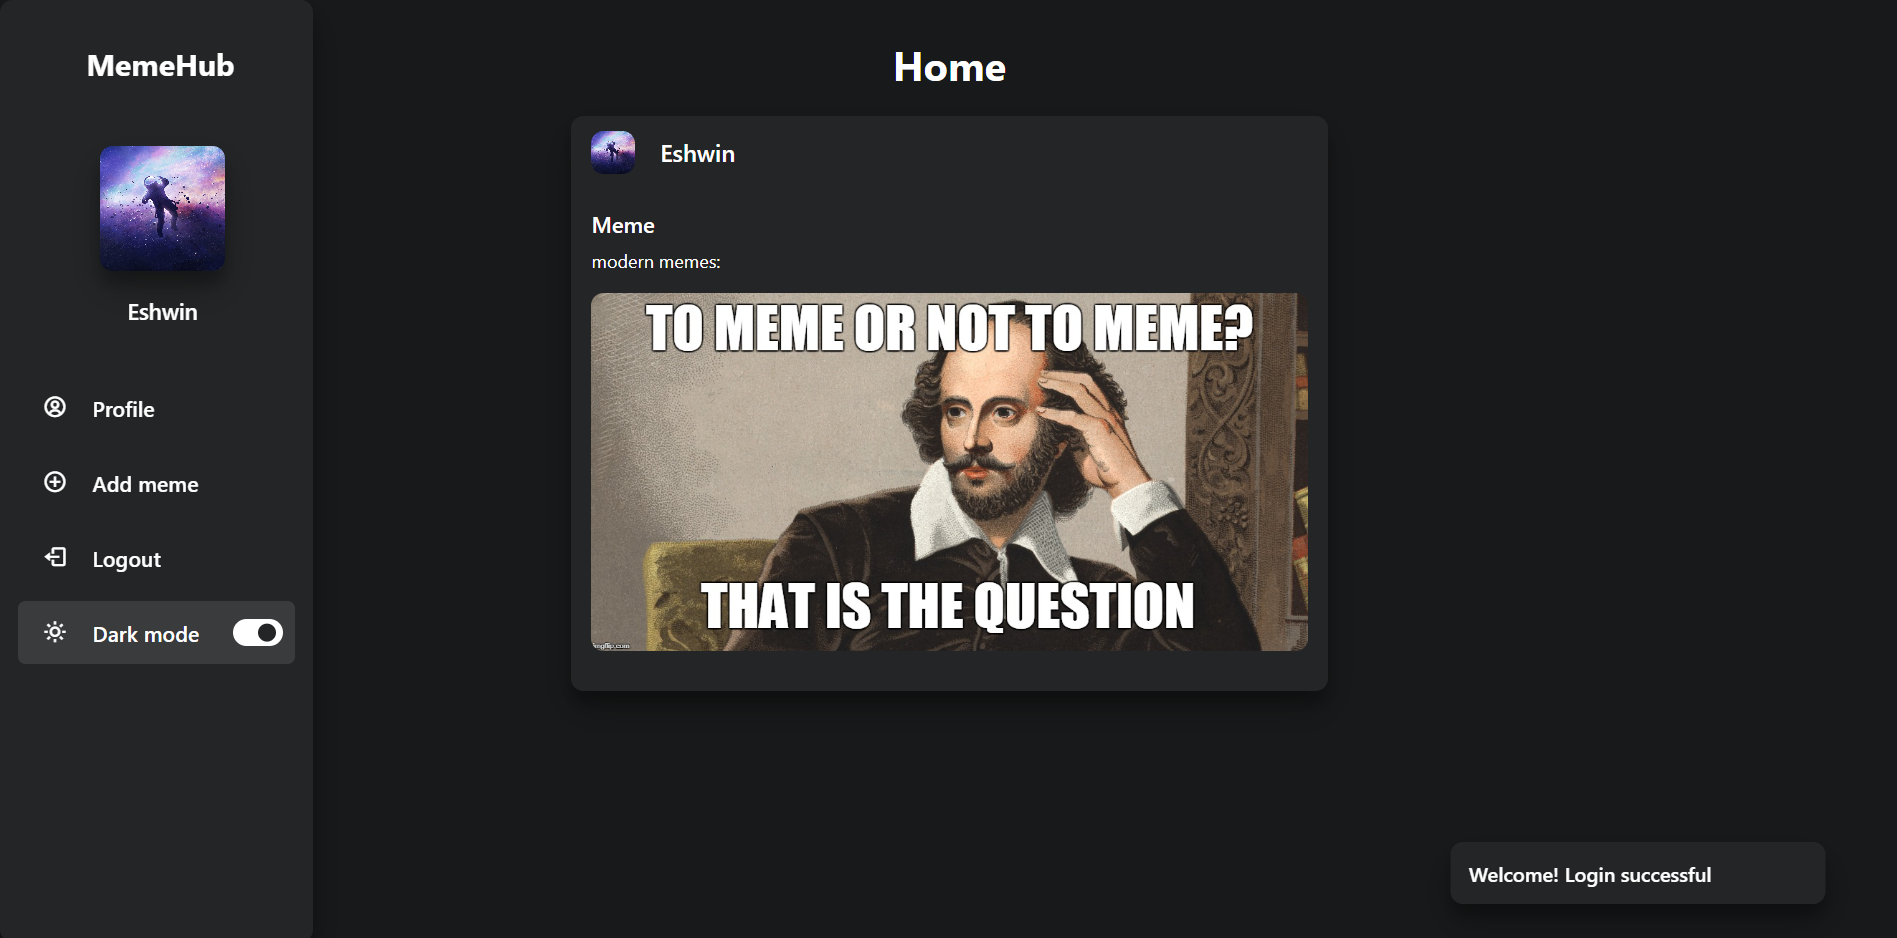 MemeHub
Eshwin
Profile
Add meme
Logout
Dark mode
Home
Eshwin
Meme
modern memes:
TO MEME OR NOT TO MEME?
THAT IS THE QUESTION
imgflip.com
Welcome! Login successful